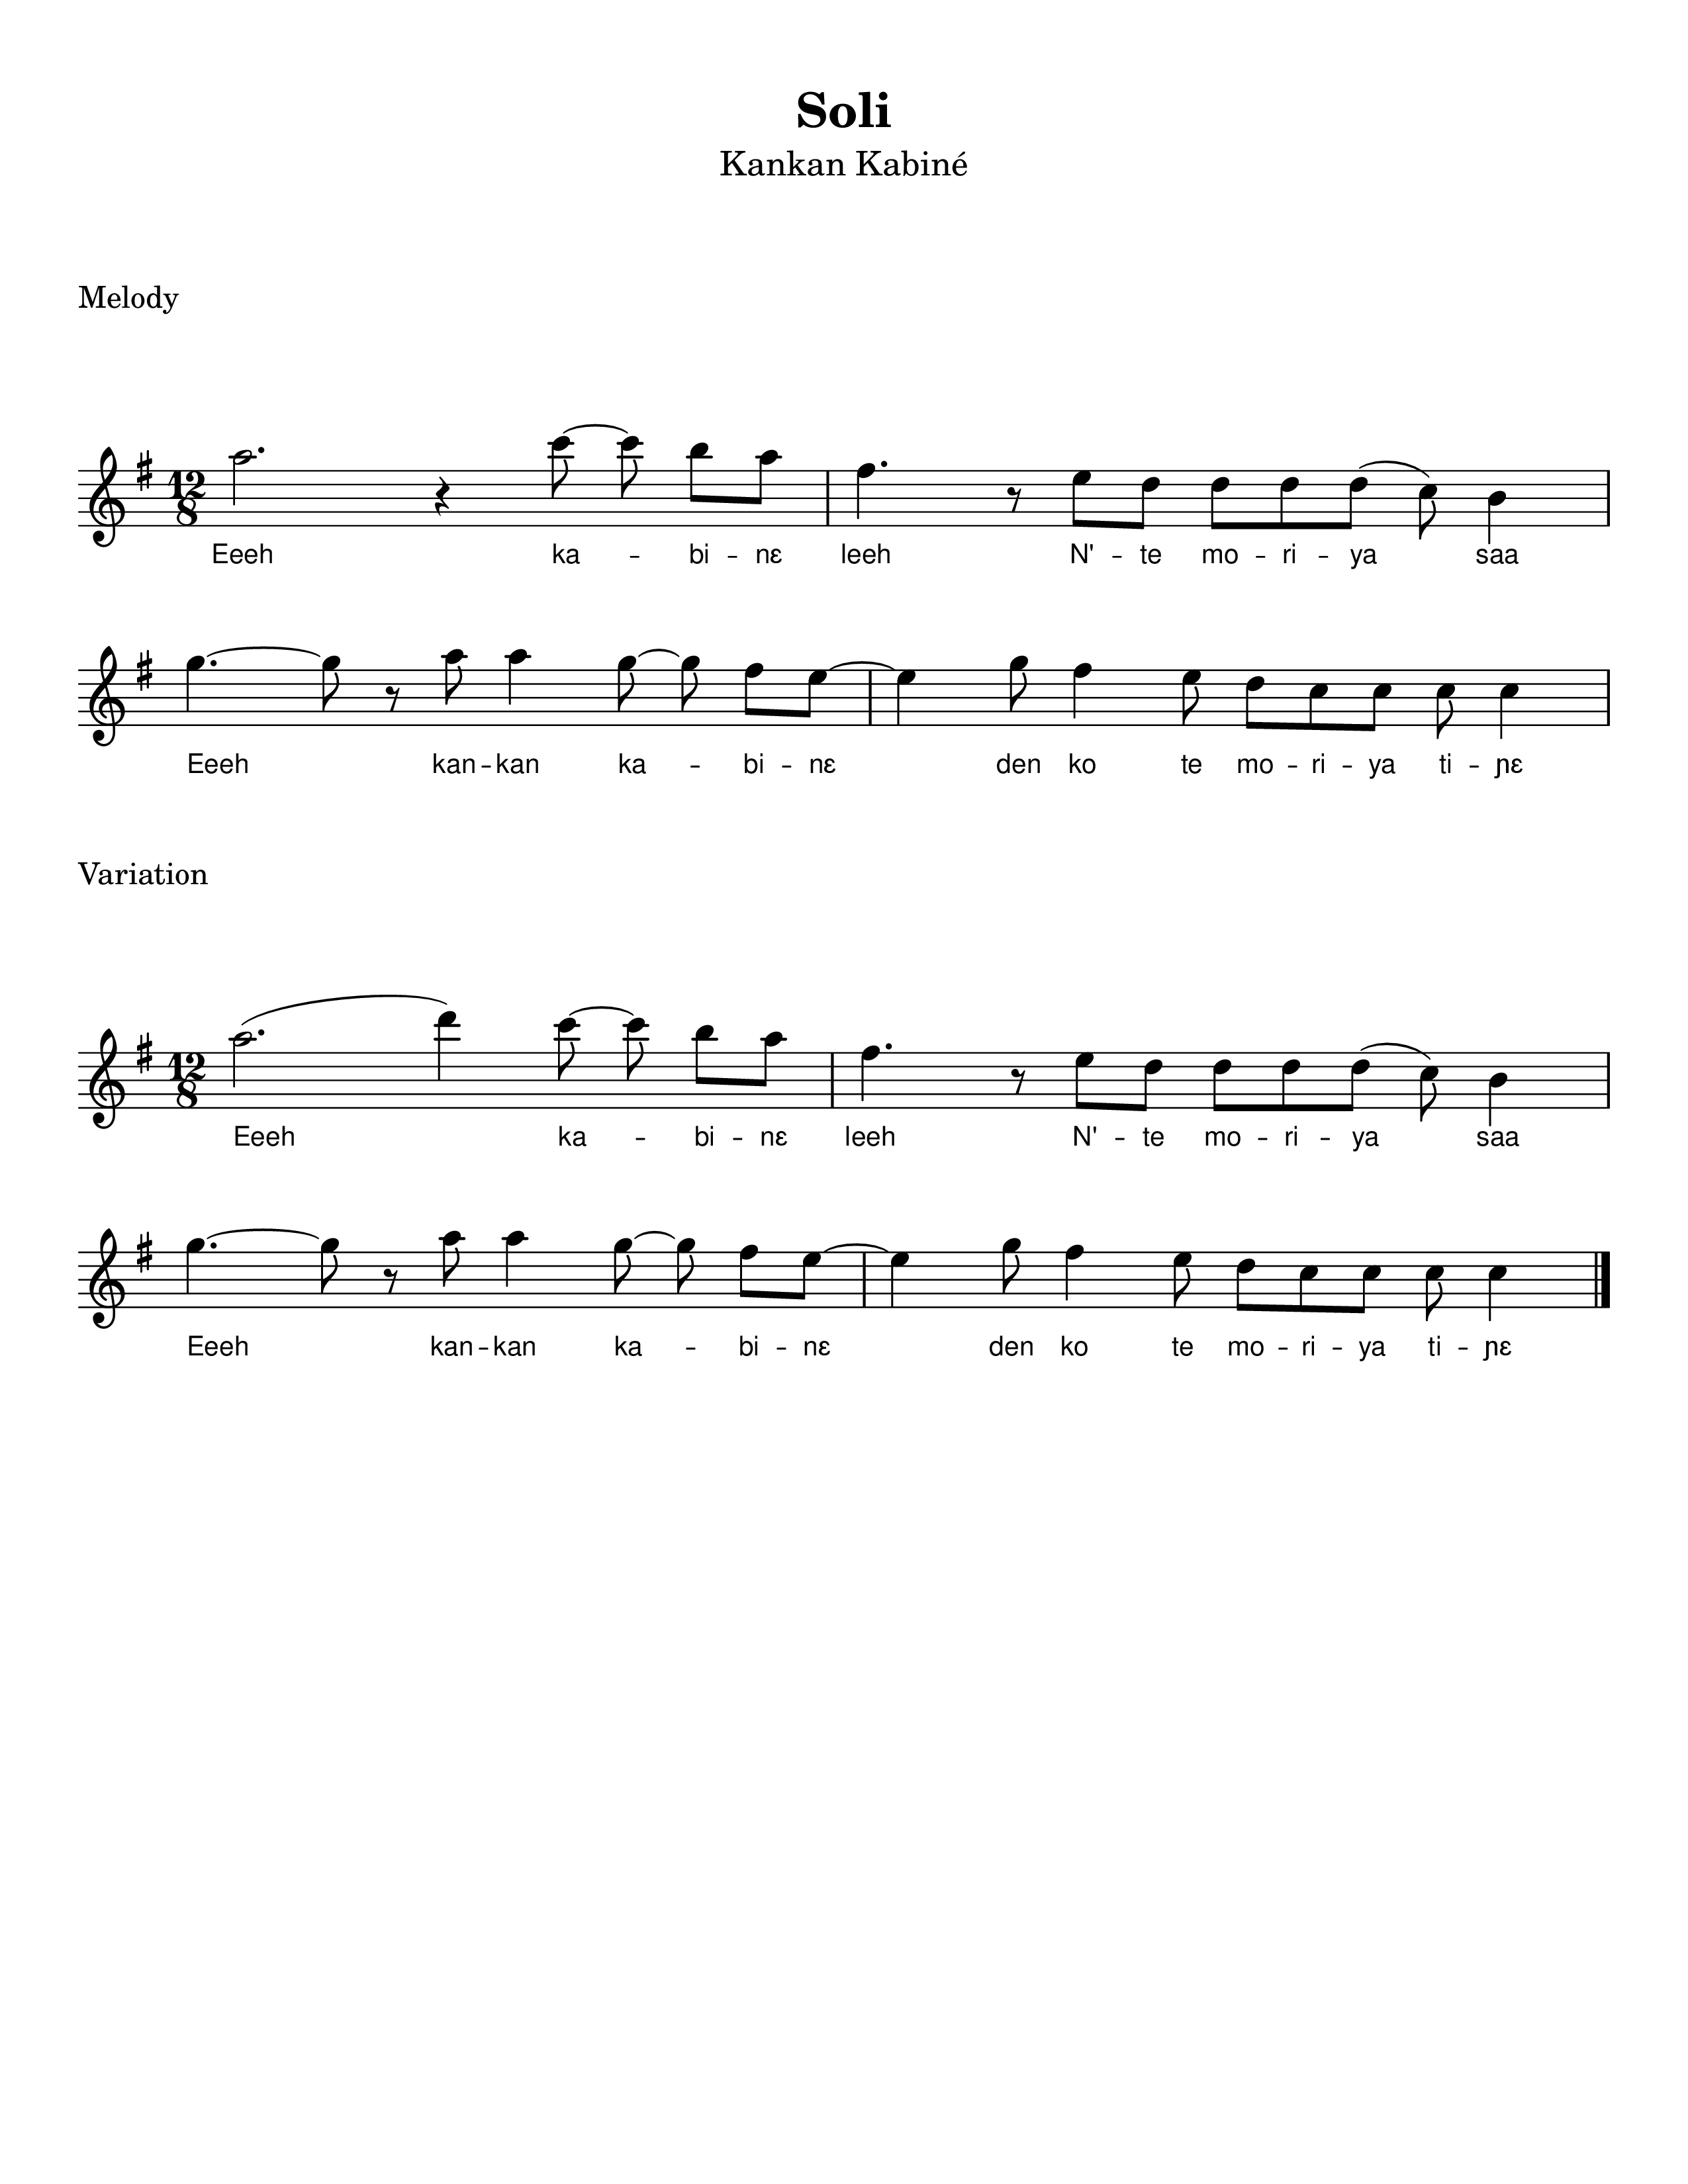 Soli
Kankan Kabiné
Melody
12
8
Eeeh ka - bi - nɛ leeh N' - te mo - ri - ya saa
Eeeh kan - kan ka - bi - nɛ den ko te mo - ri - ya ti - ɲɛ
Variation
12
8
Eeeh ka - bi - nɛ leeh N' - te mo - ri - ya saa
Eeeh kan - kan ka - bi - nɛ den ko te mo - ri - ya ti - ɲɛ